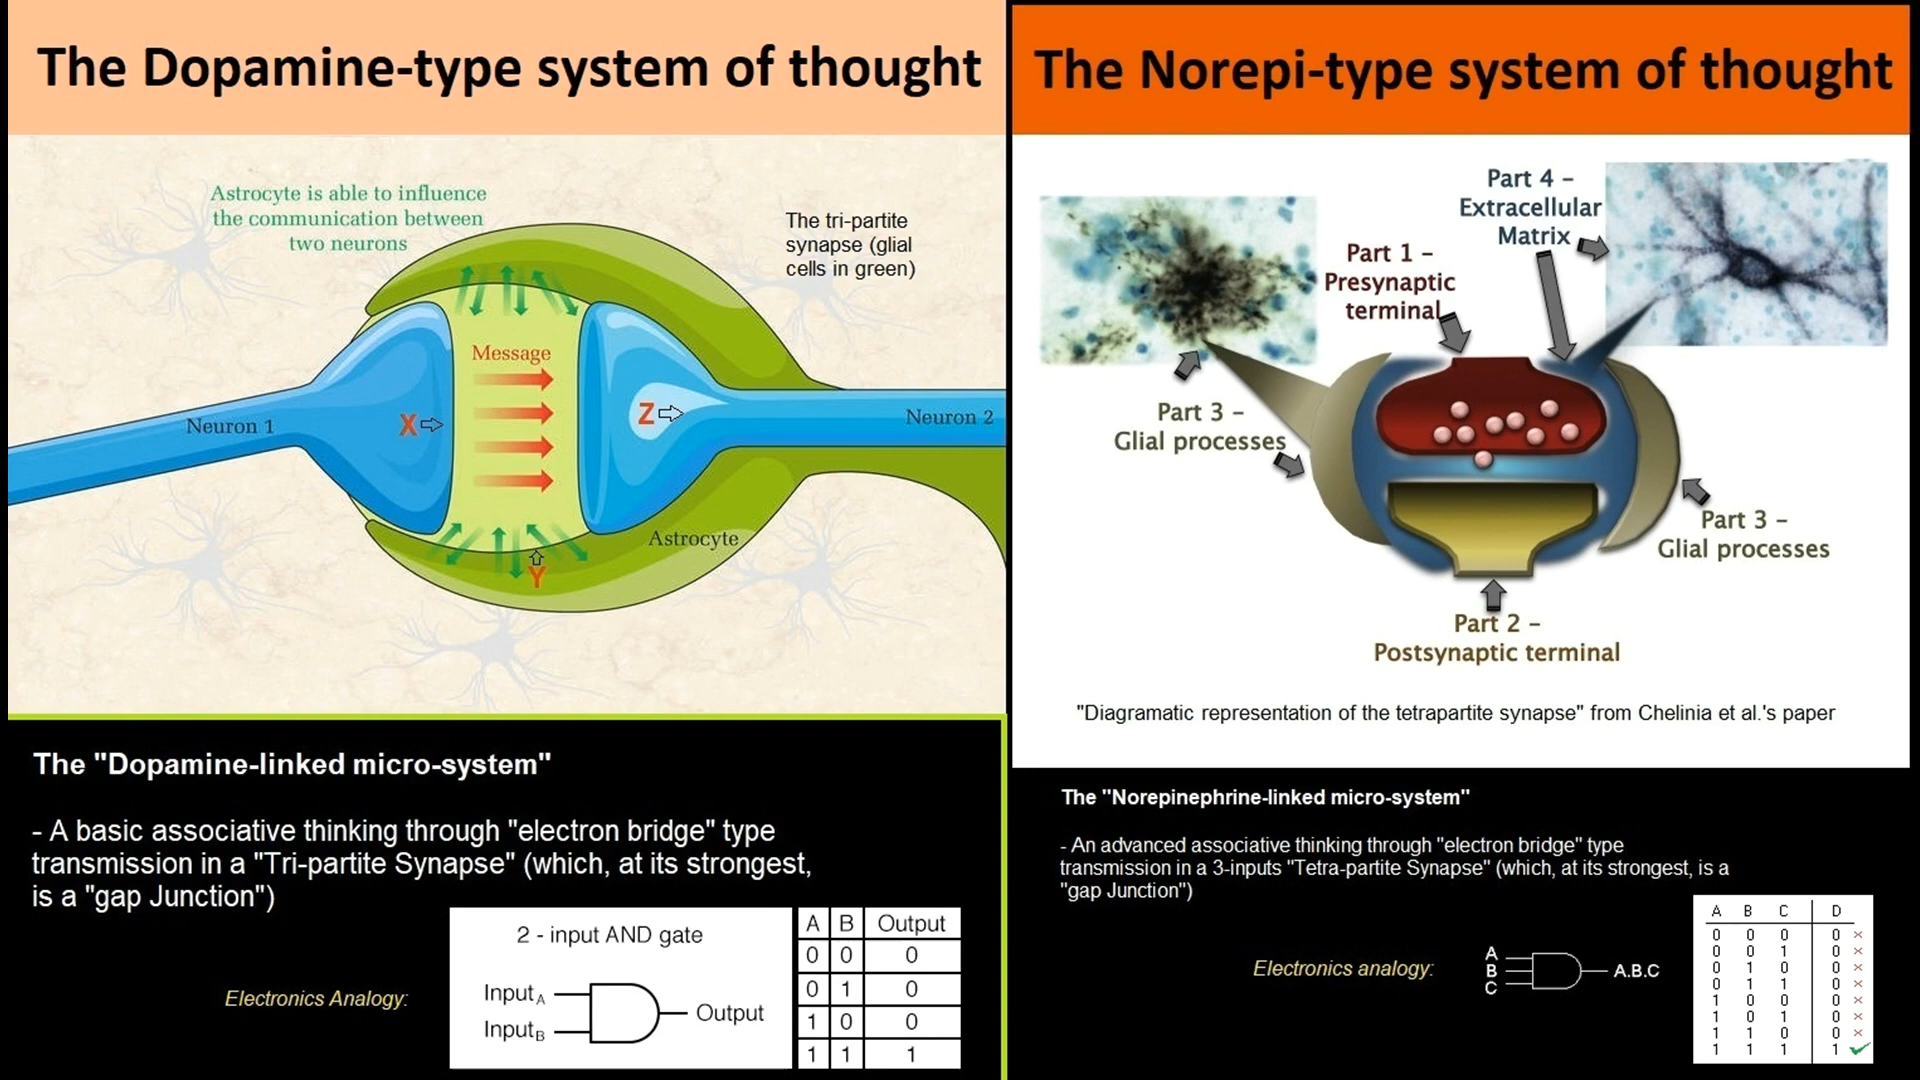 The Dopamine-type system of thought
Astrocyte is able to influence
the communication between
two neurons
The tri-partite
synapse (glial
cells in green)
Message
Neuron 1
X
Z
Neuron 2
Astrocyte
Y
The "Dopamine-linked micro-system"
- A basic associative thinking through "electron bridge" type
transmission in a "Tri-partite Synapse" (which, at its strongest,
is a "gap Junction")
Electronics Analogy:
2 - input AND gate
Input A
Input B
Output
A B Output
0 0 0
0 1 0
1 0 0
1 1 1
The Norepi-type system of thought
Part 4 –
Extracellular
Matrix
Part 1 –
Presynaptic
terminal
Part 3 –
Glial processes
Part 3 –
Glial processes
Part 2 –
Postsynaptic terminal
"Diagramatic representation of the tetrapartite synapse" from Chelinia et al.'s paper
The "Norepinephrine-linked micro-system"
- An advanced associative thinking through "electron bridge" type
transmission in a 3-inputs "Tetra-partite Synapse" (which, at its strongest, is a
"gap Junction")
Electronics analogy:
A
B
C
A.B.C
A B C D
0 0 0 0 ×
0 0 1 0 ×
0 1 0 0 ×
0 1 1 0 ×
1 0 0 0 ×
1 0 1 0 ×
1 1 0 0 ×
1 1 1 1 ✓